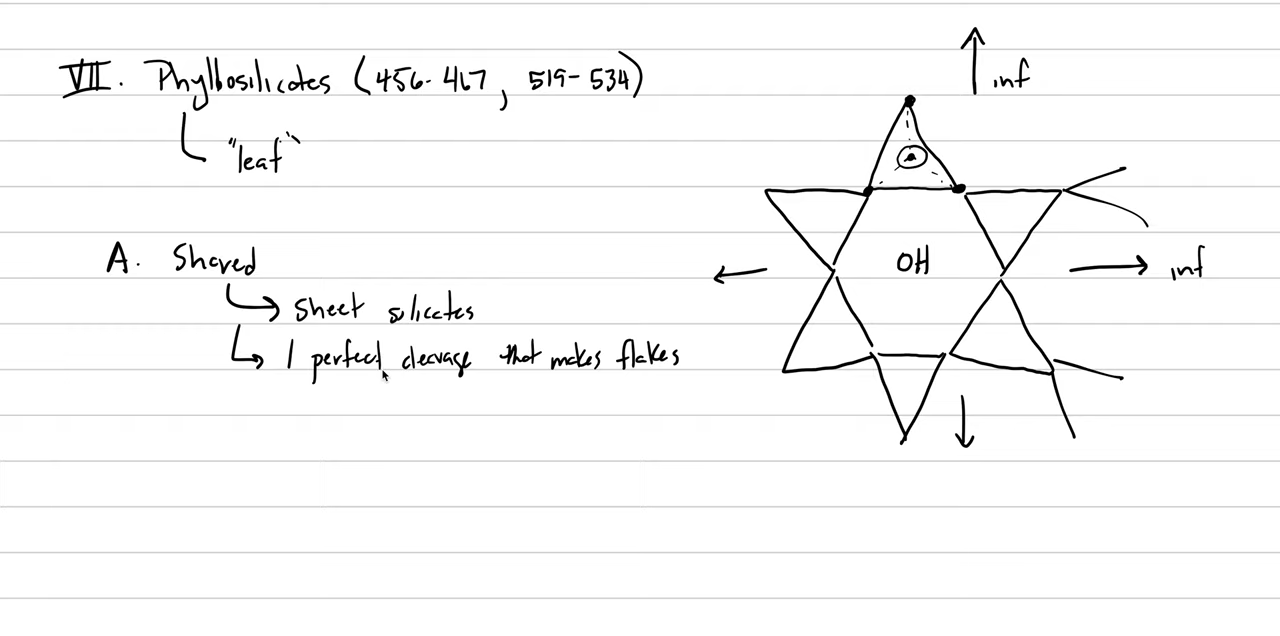 VII. Phyllosilicates (456-467, 519-534)
"leaf"
A. Shared
sheet silicates
1 perfect cleavage that makes flakes
inf
OH
inf